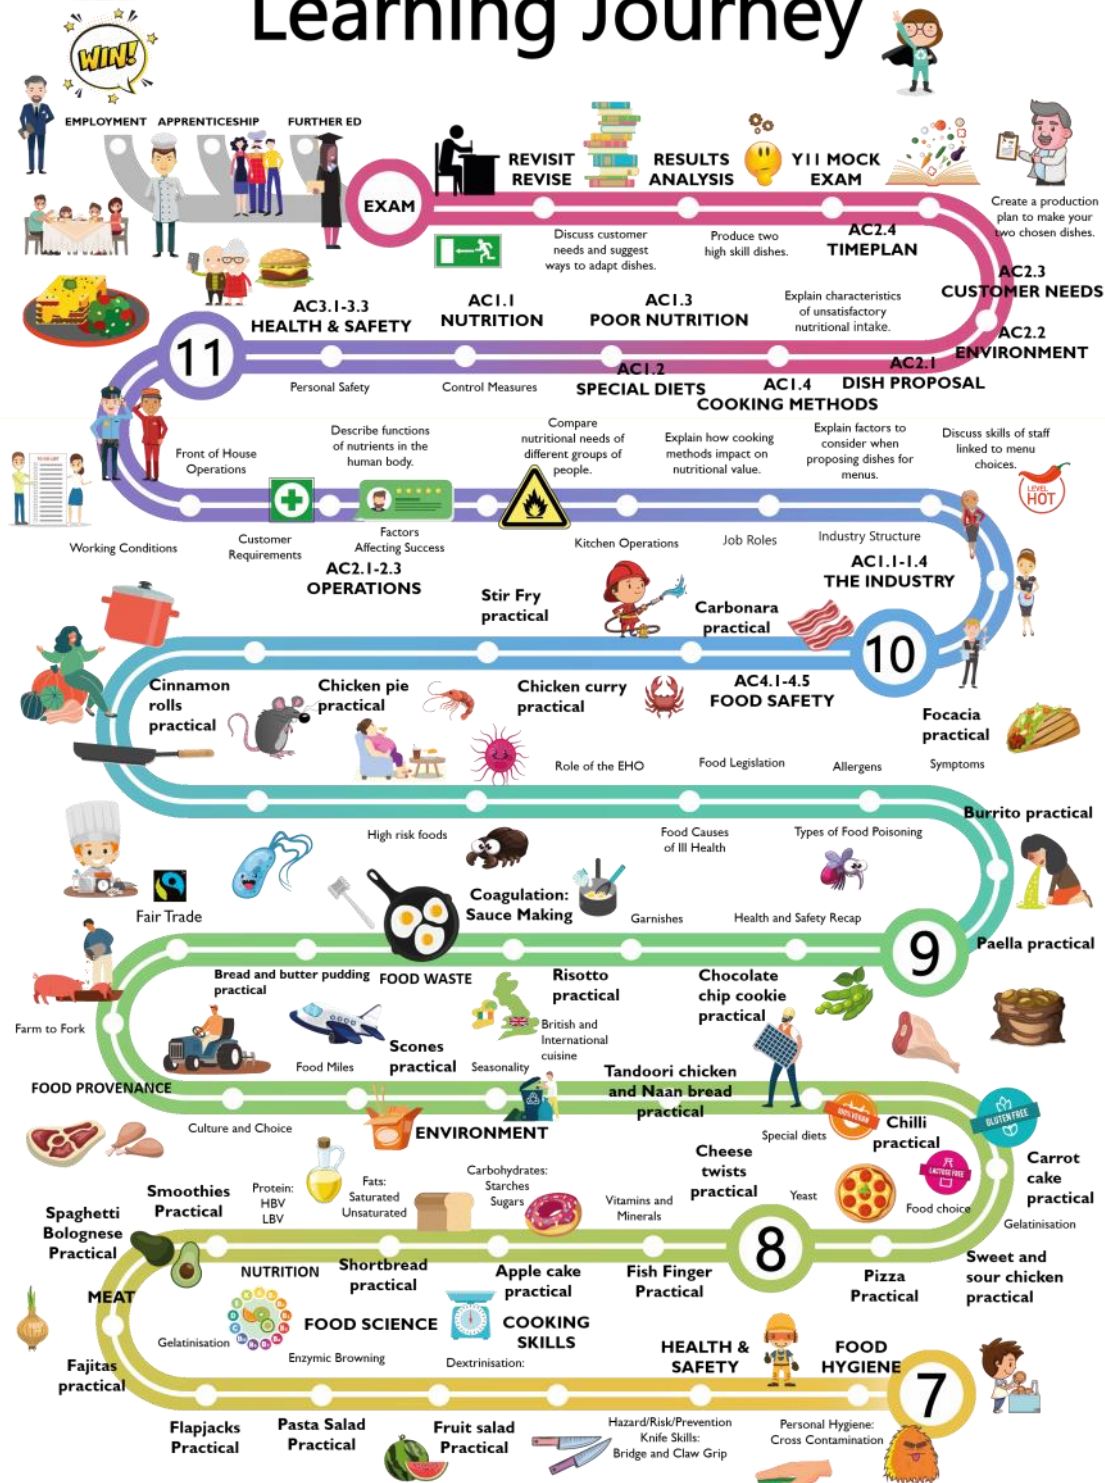 Learning Journey
WIN!
EMPLOYMENT APPRENTICESHIP FURTHER ED
EXAM
REVISIT
REVISE
RESULTS
ANALYSIS
Y11 MOCK
EXAM
Create a production
plan to make your
two chosen dishes.
Discuss customer
needs and suggest
ways to adapt dishes.
Produce two
high skill dishes.
AC2.4
TIMEPLAN
AC2.3
CUSTOMER NEEDS
AC3.1-3.3
HEALTH & SAFETY
AC1.1
NUTRITION
AC1.3
POOR NUTRITION
Explain characteristics
of unsatisfactory
nutritional intake.
AC2.2
ENVIRONMENT
11
Personal Safety
Control Measures
AC1.2
SPECIAL DIETS
AC1.4
COOKING METHODS
AC2.1
DISH PROPOSAL
Front of House
Operations
Describe functions
of nutrients in the
human body.
Compare
nutritional needs of
different groups of
people.
Explain how cooking
methods impact on
nutritional value.
Explain factors to
consider when
proposing dishes for
menus.
Discuss skills of staff
linked to menu
choices.
LEVEL
HOT
Working Conditions
Customer
Requirements
Factors
Affecting Success
Kitchen Operations
Job Roles
Industry Structure
AC2.1-2.3
OPERATIONS
AC1.1-1.4
THE INDUSTRY
Stir Fry
practical
Carbonara
practical
10
Cinnamon
rolls
practical
Chicken pie
practical
Chicken curry
practical
AC4.1-4.5
FOOD SAFETY
Focacia
practical
Role of the EHO
Food Legislation
Allergens
Symptoms
Burrito practical
High risk foods
Food Causes
of Ill Health
Types of Food Poisoning
Fair Trade
Coagulation:
Sauce Making
Garnishes
Health and Safety Recap
9
Paella practical
Bread and butter pudding
practical
FOOD WASTE
Risotto
practical
Chocolate
chip cookie
practical
Farm to Fork
Food Miles
Scones
practical
Seasonality
British and
International
cuisine
Tandoori chicken
and Naan bread
practical
FOOD PROVENANCE
Culture and Choice
ENVIRONMENT
Special diets
100% VEGAN
Chilli
practical
GLUTEN FREE
Cheese
twists
practical
LACTOSE FREE
Carrot
cake
practical
Smoothies
Practical
Protein:
HBV
LBV
Fats:
Saturated
Unsaturated
Carbohydrates:
Starches
Sugars
Vitamins and
Minerals
Yeast
Food choice
Gelatinisation
Spaghetti
Bolognese
Practical
8
NUTRITION
Shortbread
practical
Apple cake
practical
Fish Finger
Practical
Pizza
Practical
Sweet and
sour chicken
practical
MEAT
Gelatinisation
FOOD SCIENCE
COOKING
SKILLS
Enzymic Browning
Dextrinisation:
HEALTH &
SAFETY
FOOD
HYGIENE
7
Fajitas
practical
Flapjacks
Practical
Pasta Salad
Practical
Fruit salad
Practical
Hazard/Risk/Prevention
Knife Skills:
Bridge and Claw Grip
Personal Hygiene:
Cross Contamination